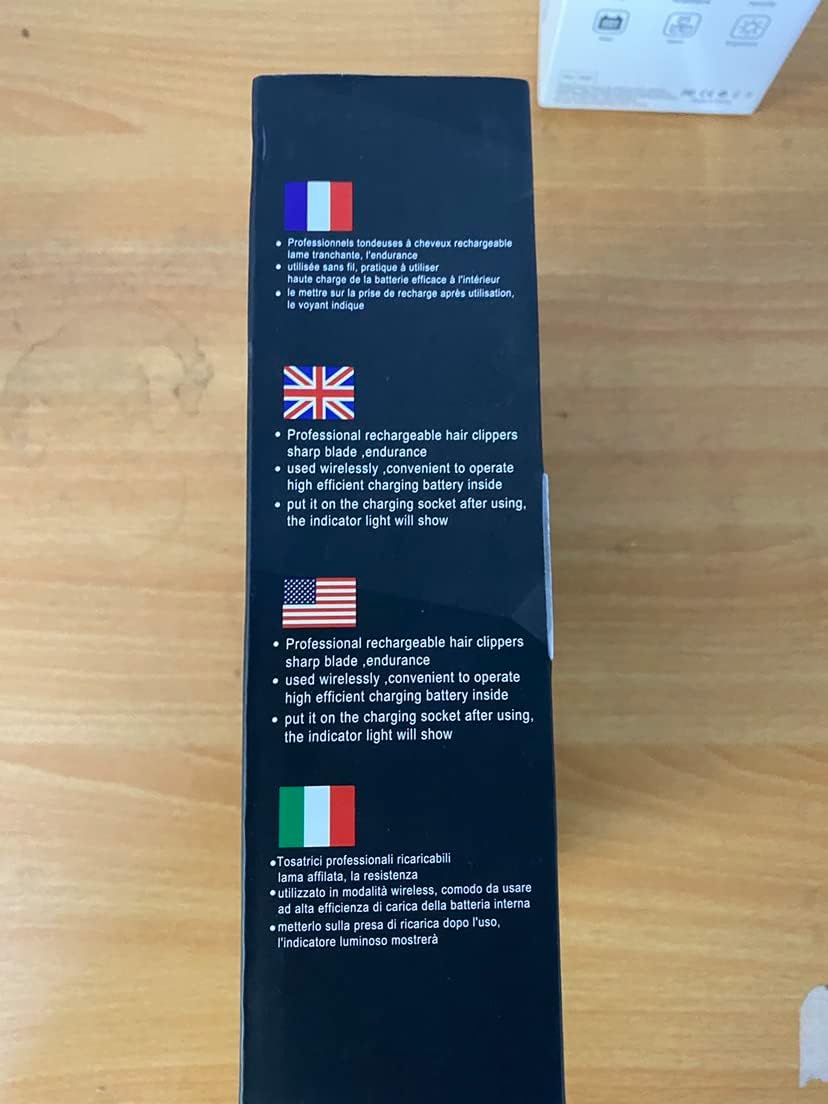 • Professionnels tondeuses à cheveux rechargeable
lame tranchante, l'endurance
• utilisée sans fil, pratique à utiliser
haute charge de la batterie efficace à l'intérieur
• le mettre sur la prise de recharge après utilisation,
le voyant indique
• Professional rechargeable hair clippers
sharp blade ,endurance
• used wirelessly ,convenient to operate
high efficient charging battery inside
• put it on the charging socket after using,
the indicator light will show
• Professional rechargeable hair clippers
sharp blade ,endurance
• used wirelessly ,convenient to operate
high efficient charging battery inside
• put it on the charging socket after using,
the indicator light will show
•Tosatrici professionali ricaricabili
lama affilata, la resistenza
•utilizzato in modalità wireless, comodo da usare
ad alta efficienza di carica della batteria interna
•metterlo sulla presa di ricarica dopo l'uso,
l'indicatore luminoso mostrerà